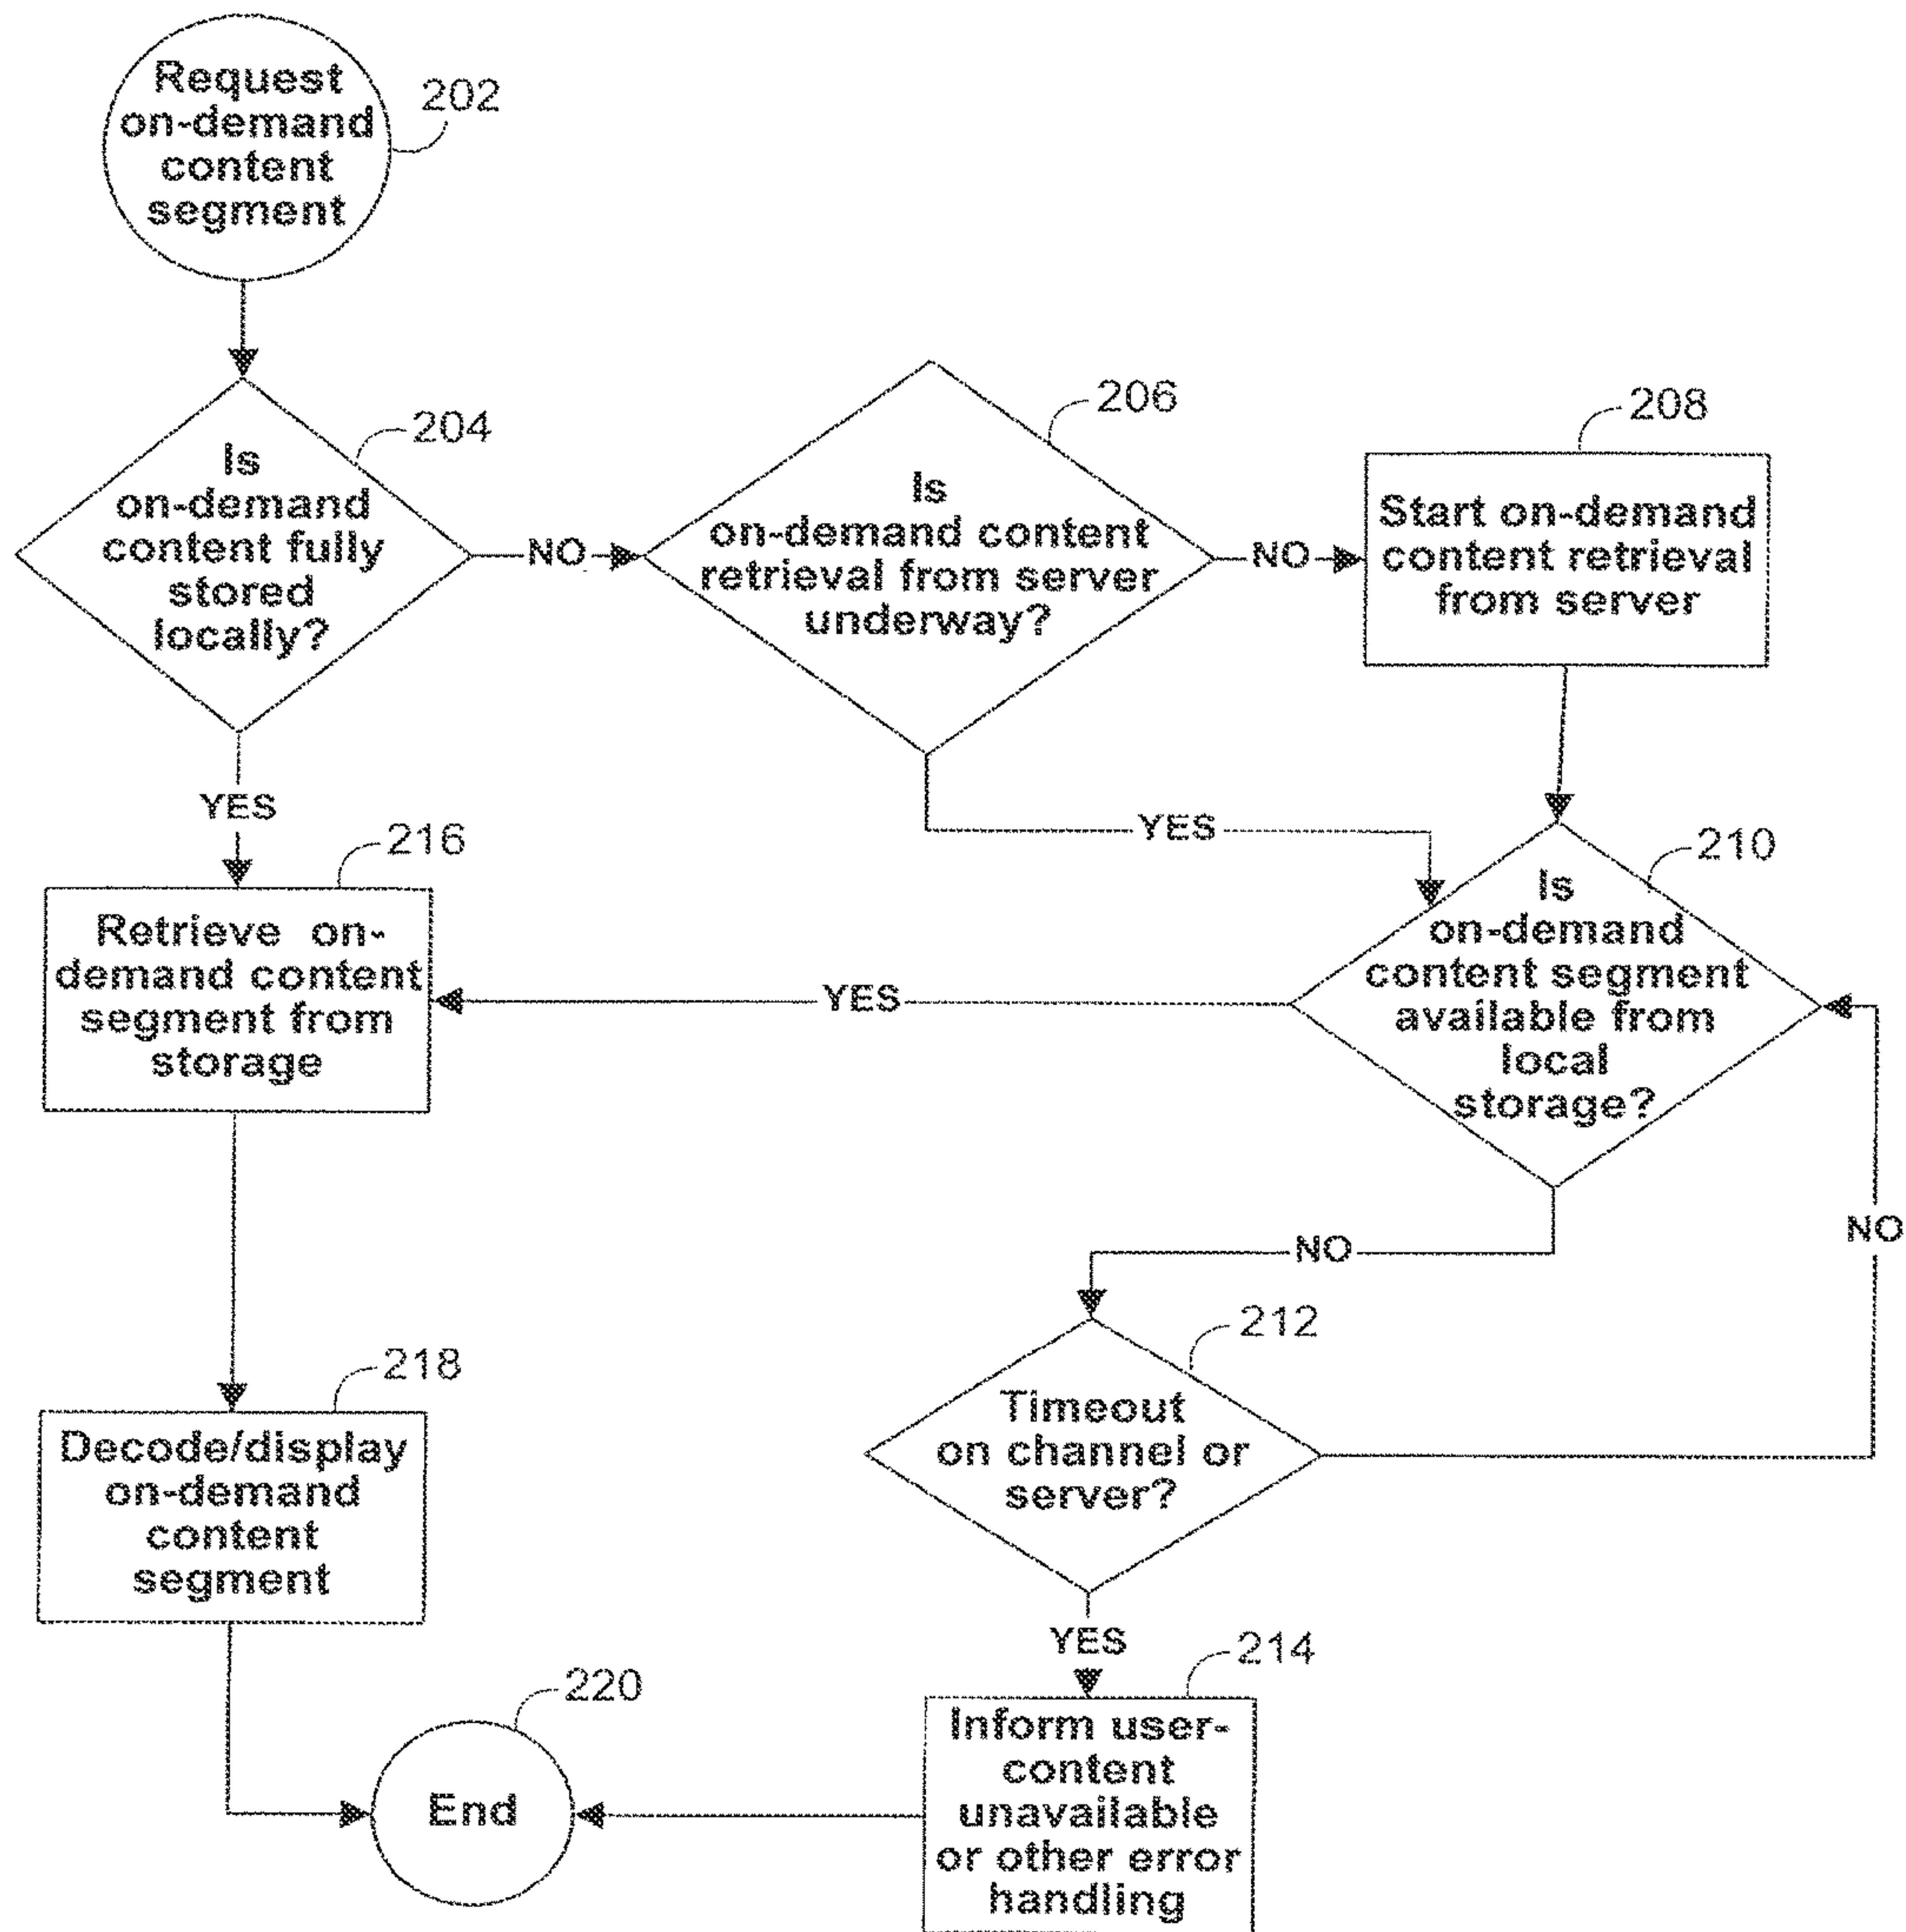 Request
on-demand
content
segment
202
Is
on-demand
content fully
stored
locally?
204
NO
Is
on-demand content
retrieval from server
underway?
206
NO
Start on-demand
content retrieval
from server
208
YES
YES
Retrieve on-
demand content
segment from
storage
216
YES
Is
on-demand
content segment
available from
local
storage?
210
NO
NO
Decode/display
on-demand
content
segment
218
Timeout
on channel or
server?
212
YES
End
220
Inform user-
content
unavailable
or other error
handling
214